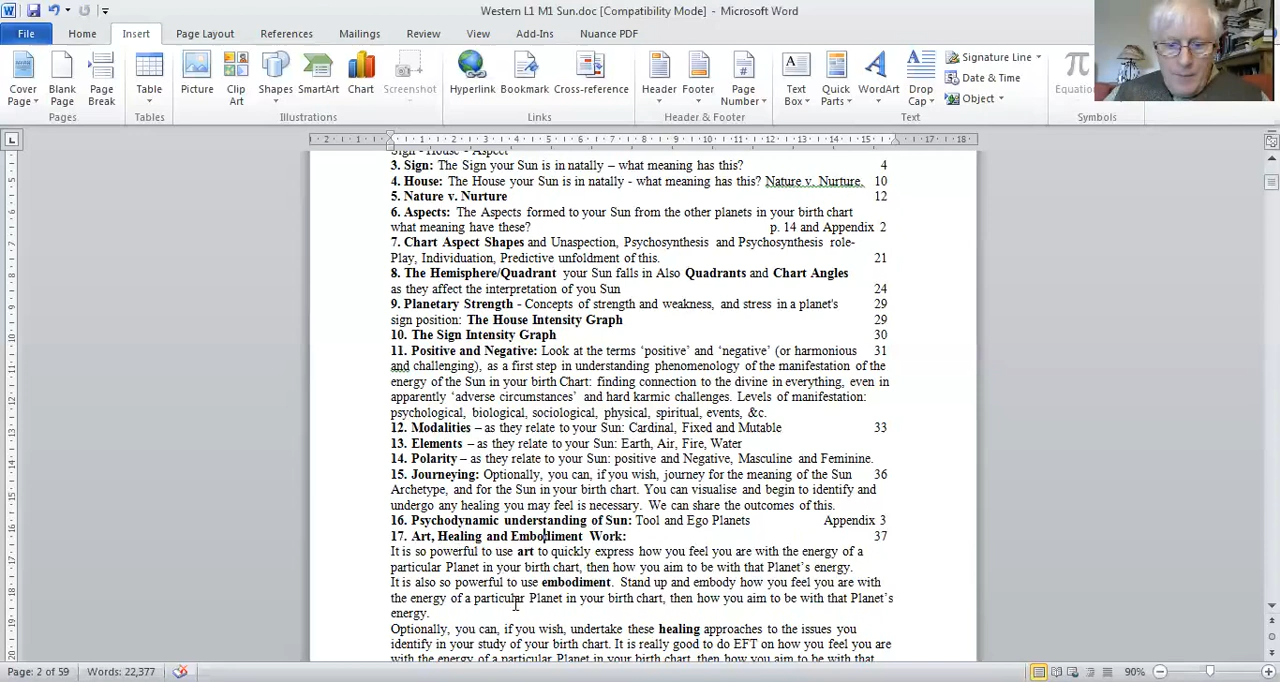 Western L1 M1 Sun.doc [Compatibility Mode] - Microsoft Word
File Home Insert Page Layout References Mailings Review View Add-Ins Nuance PDF
Cover Page Blank Page Page Break Table Picture Clip Art Shapes SmartArt Chart Screenshot Hyperlink Bookmark Cross-reference Header Footer Page Number Text Box Quick Parts WordArt Drop Cap Signature Line Date & Time Object
Pages Tables Illustrations Links Header & Footer Text Symbols
Sign - House - Aspect
3. Sign: The Sign your Sun is in natally – what meaning has this? 4
4. House: The House your Sun is in natally - what meaning has this? Nature v. Nurture. 10
5. Nature v. Nurture 12
6. Aspects: The Aspects formed to your Sun from the other planets in your birth chart
what meaning have these? p. 14 and Appendix 2
7. Chart Aspect Shapes and Unaspection, Psychosynthesis and Psychosynthesis role-
Play, Individuation, Predictive unfoldment of this. 21
8. The Hemisphere/Quadrant your Sun falls in Also Quadrants and Chart Angles
as they affect the interpretation of you Sun 24
9. Planetary Strength - Concepts of strength and weakness, and stress in a planet's 29
sign position: The House Intensity Graph 29
10. The Sign Intensity Graph 30
11. Positive and Negative: Look at the terms ‘positive’ and ‘negative’ (or harmonious 31
and challenging), as a first step in understanding phenomenology of the manifestation of the
energy of the Sun in your birth Chart: finding connection to the divine in everything, even in
apparently ‘adverse circumstances’ and hard karmic challenges. Levels of manifestation:
psychological, biological, sociological, physical, spiritual, events, &c.
12. Modalities – as they relate to your Sun: Cardinal, Fixed and Mutable 33
13. Elements – as they relate to your Sun: Earth, Air, Fire, Water
14. Polarity – as they relate to your Sun: positive and Negative, Masculine and Feminine.
15. Journeying: Optionally, you can, if you wish, journey for the meaning of the Sun 36
Archetype, and for the Sun in your birth chart. You can visualise and begin to identify and
undergo any healing you may feel is necessary. We can share the outcomes of this.
16. Psychodynamic understanding of Sun: Tool and Ego Planets Appendix 3
17. Art, Healing and Embodiment Work: 37
It is so powerful to use art to quickly express how you feel you are with the energy of a
particular Planet in your birth chart, then how you aim to be with that Planet’s energy.
It is also so powerful to use embodiment. Stand up and embody how you feel you are with
the energy of a particular Planet in your birth chart, then how you aim to be with that Planet’s
energy.
Optionally, you can, if you wish, undertake these healing approaches to the issues you
identify in your study of your birth chart. It is really good to do EFT on how you feel you are
with the energy of a particular Planet in your birth chart, then how you aim to be with that
Page: 2 of 59 Words: 22,377 90%